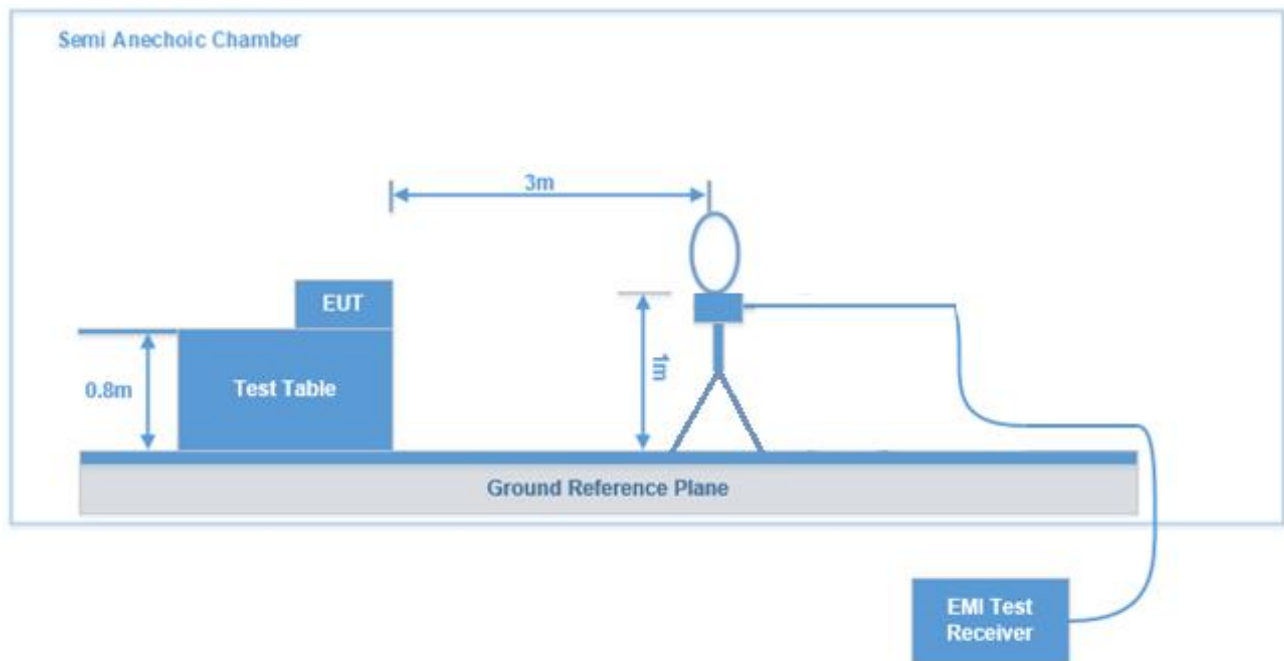 Semi Anechoic Chamber
3m
EUT
0.8m
Test Table
1m
Ground Reference Plane
EMI Test
Receiver